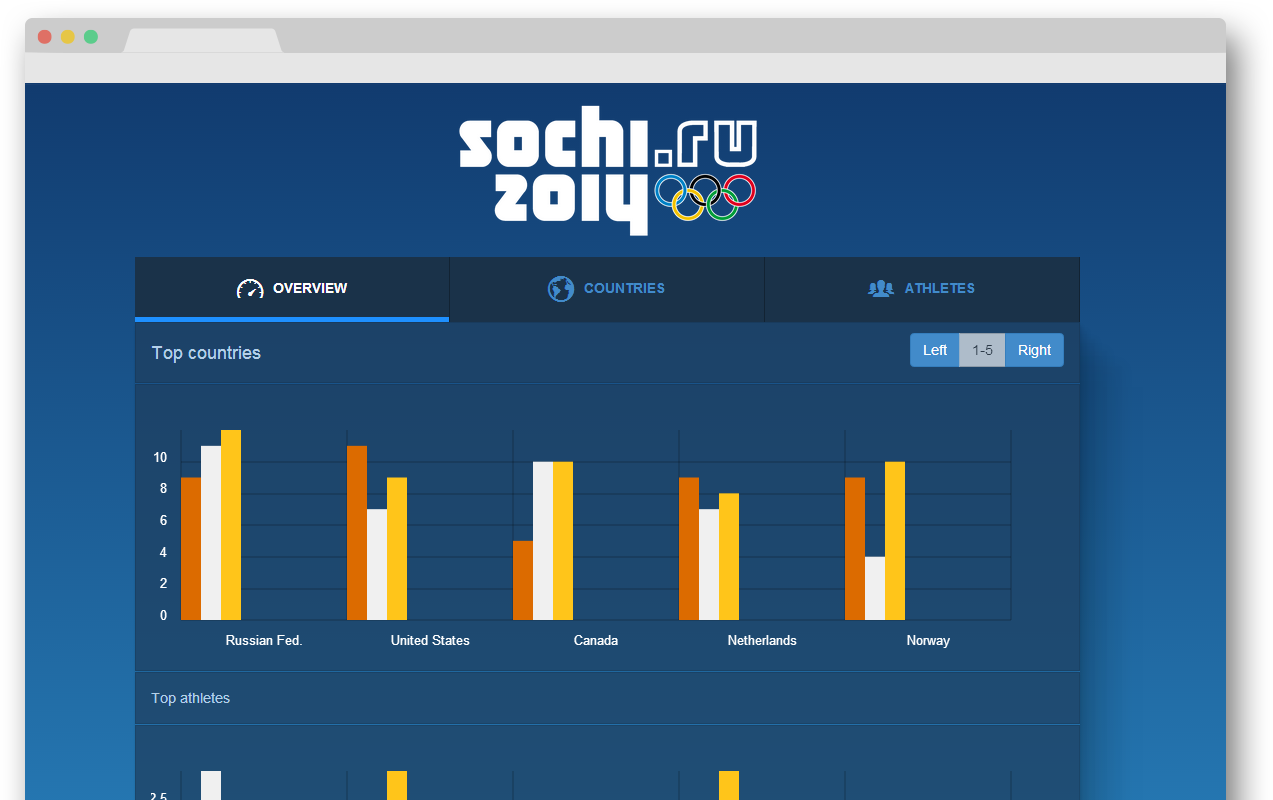 sochi.ru
2014
OVERVIEW
COUNTRIES
ATHLETES
Top countries
Left
1-5
Right
10
8
6
4
2
0
Russian Fed.
United States
Canada
Netherlands
Norway
Top athletes
2.5